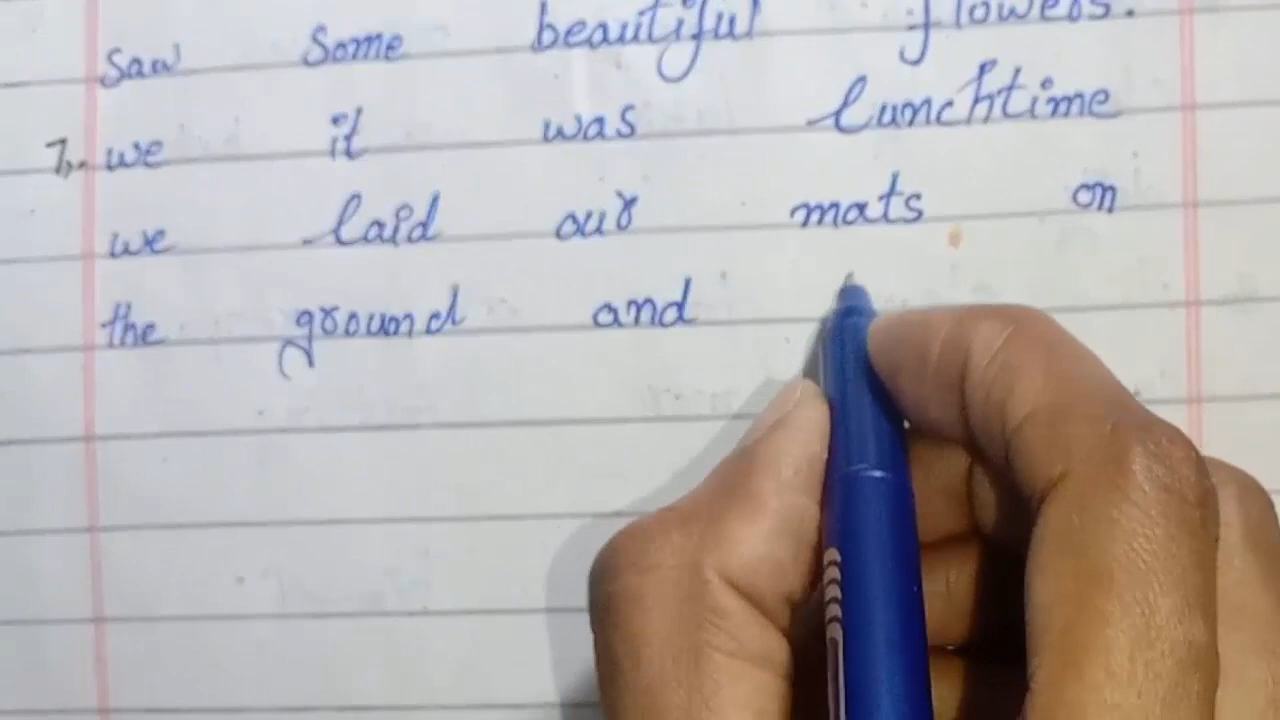 saw some beautiful flowers.
7. we it was lunchtime
we laid our mats on
the ground and